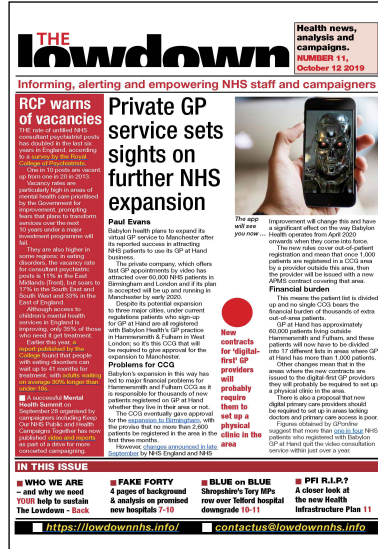 THE
lowdown
Health news,
analysis and
campaigns.
NUMBER 11,
October 12 2019
Informing, alerting and empowering NHS staff and campaigners
RCP warns
of vacancies
THE rate of unfilled NHS
consultant psychiatrist posts
has doubled in the last six
years in England, according
to a survey by the Royal
College of Psychiatrists.
One in 10 posts are vacant,
up from one in 20 in 2013.
Vacancy rates are
particularly high in areas of
mental health care prioritised
by the Government for
improvement, prompting
fears that plans to transform
services over the next
10 years under a major
investment programme will
fail.
They are also higher in
some regions: in eating
disorders, the vacancy rate
for consultant psychiatric
posts is 11% in the East
Midlands (Trent), but soars to
17% in the South East and
South West and 33% in the
East of England.
Although access to
children's mental health
services in England is
improving, only 35% of those
who need it get treatment.
Earlier this year, a
report published by the
College found that people
with eating disorders can
wait up to 41 months for
treatment, with adults waiting
on average 30% longer than
under 18s.
■ A successful Mental
Health Summit on
September 28 organised by
campaigners including Keep
Our NHS Public and Health
Campaigns Together has now
published video and reports
as part of a drive for more
concerted campaigning.
Private GP
service sets
sights on
further NHS
expansion
Paul Evans
Babylon health plans to expand its
virtual GP service to Manchester after
its reported success in attracting
NHS patients to use its GP at Hand
business.
The private company, which offers
fast GP appointments by video has
attracted over 60,000 NHS patients in
Birmingham and London and if its plan
is accepted will be up and running in
Manchester by early 2020.
Despite its potential expansion
to three major cities, under current
regulations patients who sign-up
for GP at Hand are all registered
with Babylon Health's GP practice
in Hammersmith & Fulham in West
London; so it's this CCG that will
be required to give approval for the
expansion to Manchester.
Problems for CCG
Babylon's expansion in this way has
led to major financial problems for
Hammersmith and Fulham CCG as it
is responsible for thousands of new
patients registered on GP at Hand
whether they live in their area or not.
The CCG eventually gave approval
for the expansion to Birmingham, with
the proviso that no more than 2,600
patients be registered in the area in the
first three months.
However, changes announced in late
September by NHS England and NHS
The app
will see
you now ...
New
contracts
for 'digital-
first' GP
providers
will
probably
require
them to
set up a
physical
clinic in the
area
Improvement will change this and have
a significant effect on the way Babylon
Health operates from April 2020
onwards when they come into force.
The new rules cover out-of-patient
registration and mean that once 1,000
patients are registered in a CCG area
by a provider outside this area, then
the provider will be issued with a new
APMS contract covering that area.
Financial burden
This means the patient list is divided
up and no single CCG bears the
financial burden of thousands of extra
out-of-area patients.
GP at Hand has approximately
60,000 patients living outside
Hammersmith and Fulham, and these
patients will now have to be divided
into 17 different lists in areas where GP
at Hand has more than 1,000 patients.
Other changes mean that in the
areas where the new contracts are
issued to the digital-first GP providers
they will probably be required to set up
a physical clinic in the area.
There is also a proposal that new
digital primary care providers should
be required to set up in areas lacking
doctors and primary care access is poor.
Figures obtained by GPonline
suggest that more than one in four NHS
patients who registered with Babylon
GP at Hand quit the video consultation
service within just over a year.
IN THIS ISSUE
■ WHO WE ARE
– and why we need
YOUR help to sustain
The Lowdown - Back
■ FAKE FORTY
4 pages of background
& analysis on promised
new hospitals 7-10
■ BLUE on BLUE
Shropshire's Tory MPs
row over Telford hospital
downgrade 10-11
■ PFI R.I.P.?
A closer look at
the new Health
Infrastructure Plan 11
■ https://lowdownnhs.info/ ■ contactus@lowdownnhs.info